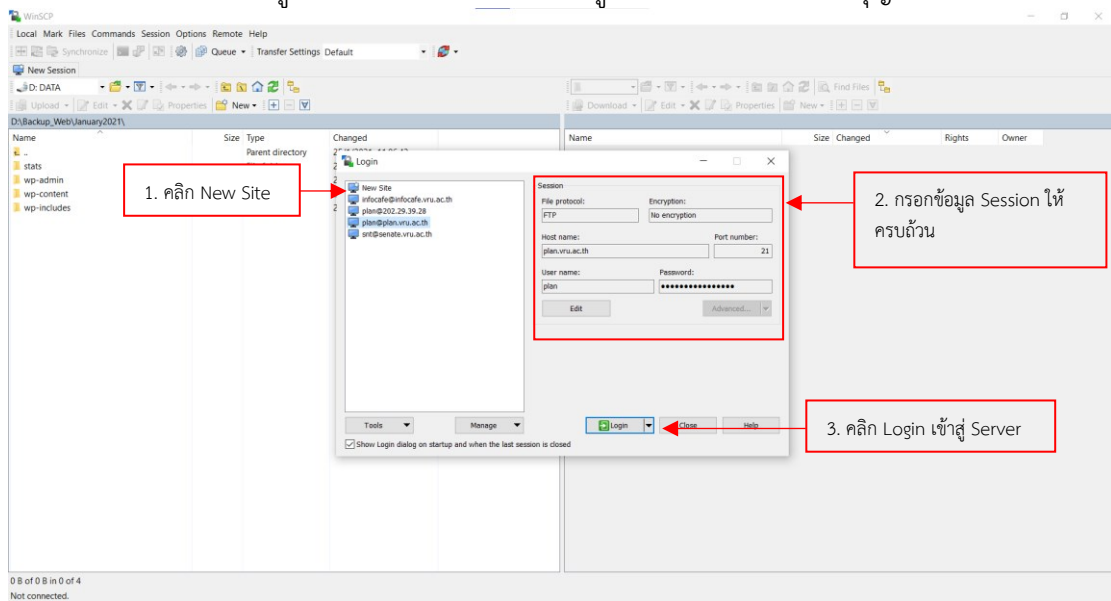 WinSCP
Local Mark Files Commands Session Options Remote Help
Synchronize Queue Transfer Settings Default
New Session
D: DATA Find Files
Upload Edit Properties New Download Edit Properties New
D:\Backup_Web\January2021\
Name Size Type Changed Name Size Changed Rights Owner
.. Parent directory
stats
wp-admin
wp-content
wp-includes
1. คลิก New Site
Login
New Site
infocafe@infocafe.vru.ac.th
plan@202.29.39.28
plan@plan.vru.ac.th
snt@senate.vru.ac.th
Session
File protocol: Encryption:
FTP No encryption
Host name: Port number:
plan.vru.ac.th 21
User name: Password:
plan ••••••••••••••••
Edit Advanced...
2. กรอกข้อมูล Session ให้
ครบถ้วน
Tools Manage Login Close Help
Show Login dialog on startup and when the last session is closed
3. คลิก Login เข้าสู่ Server
0 B of 0 B in 0 of 4
Not connected.